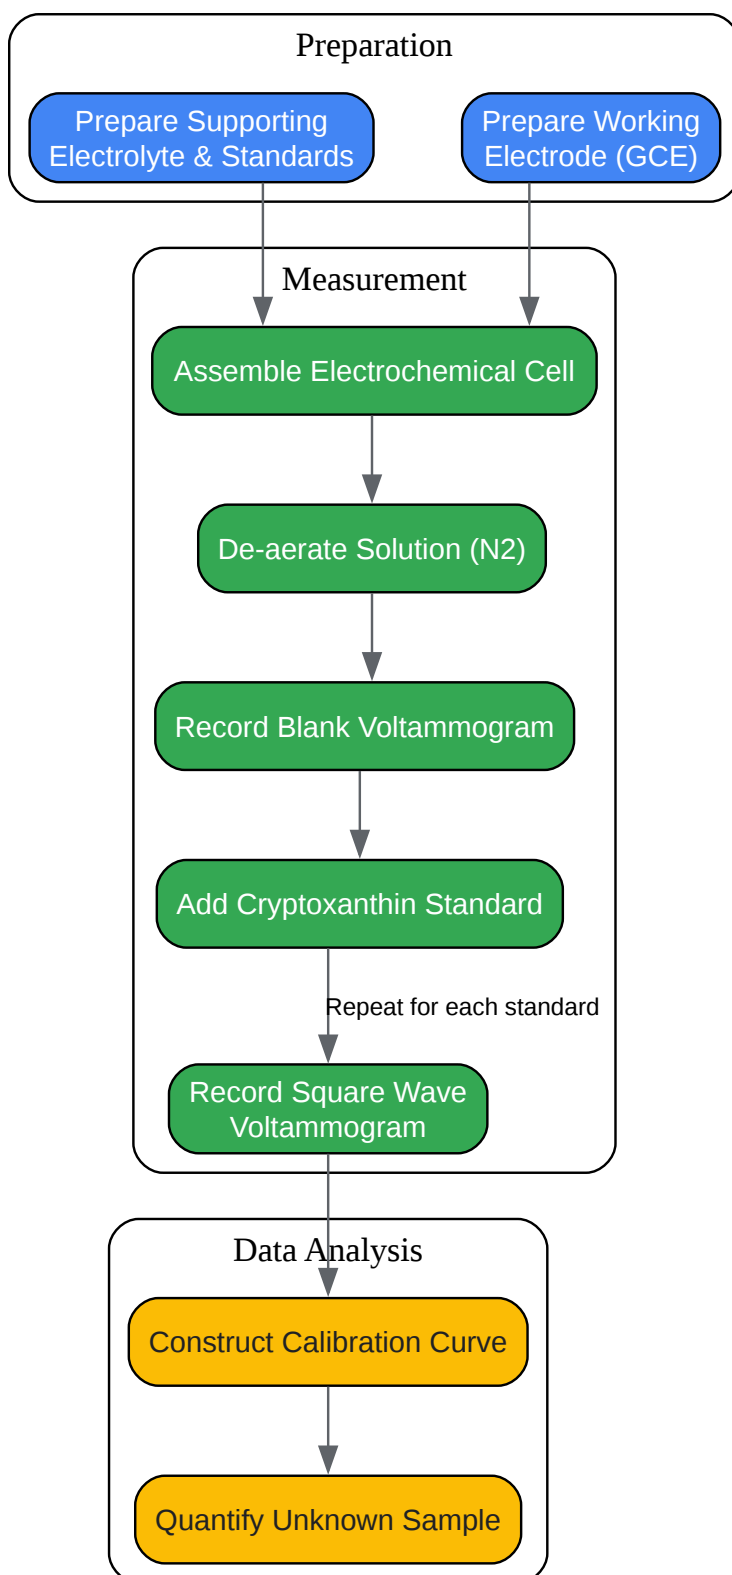 Preparation
Prepare Supporting
Electrolyte & Standards
Prepare Working
Electrode (GCE)
Measurement
Assemble Electrochemical Cell
De-aerate Solution (N2)
Record Blank Voltammogram
Add Cryptoxanthin Standard
Repeat for each standard
Record Square Wave
Voltammogram
Data Analysis
Construct Calibration Curve
Quantify Unknown Sample